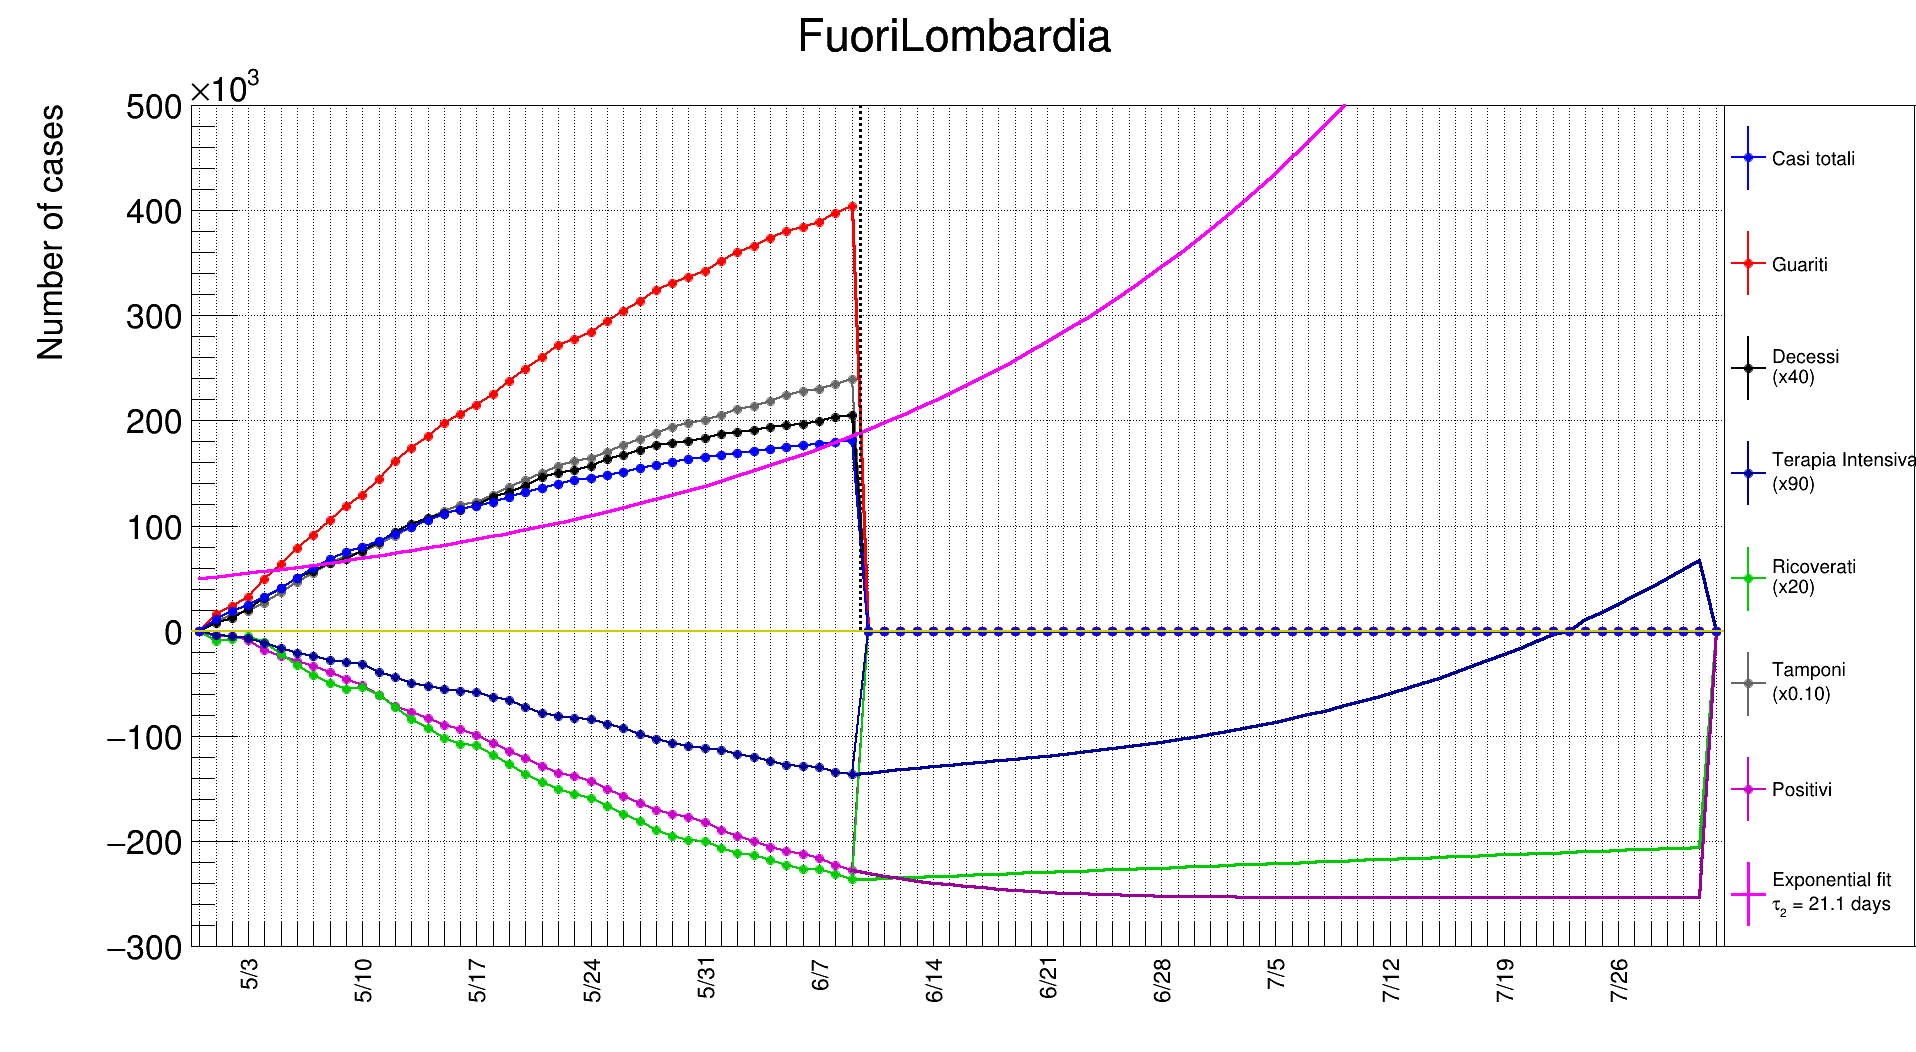 FuoriLombardia
×10³
Number of cases
500
400
300
200
100
0
−100
−200
−300
5/3
5/10
5/17
5/24
5/31
6/7
6/14
6/21
6/28
7/5
7/12
7/19
7/26
Casi totali
Guariti
Decessi
(x40)
Terapia Intensiva
(x90)
Ricoverati
(x20)
Tamponi
(x0.10)
Positivi
Exponential fit
τ₂ = 21.1 days